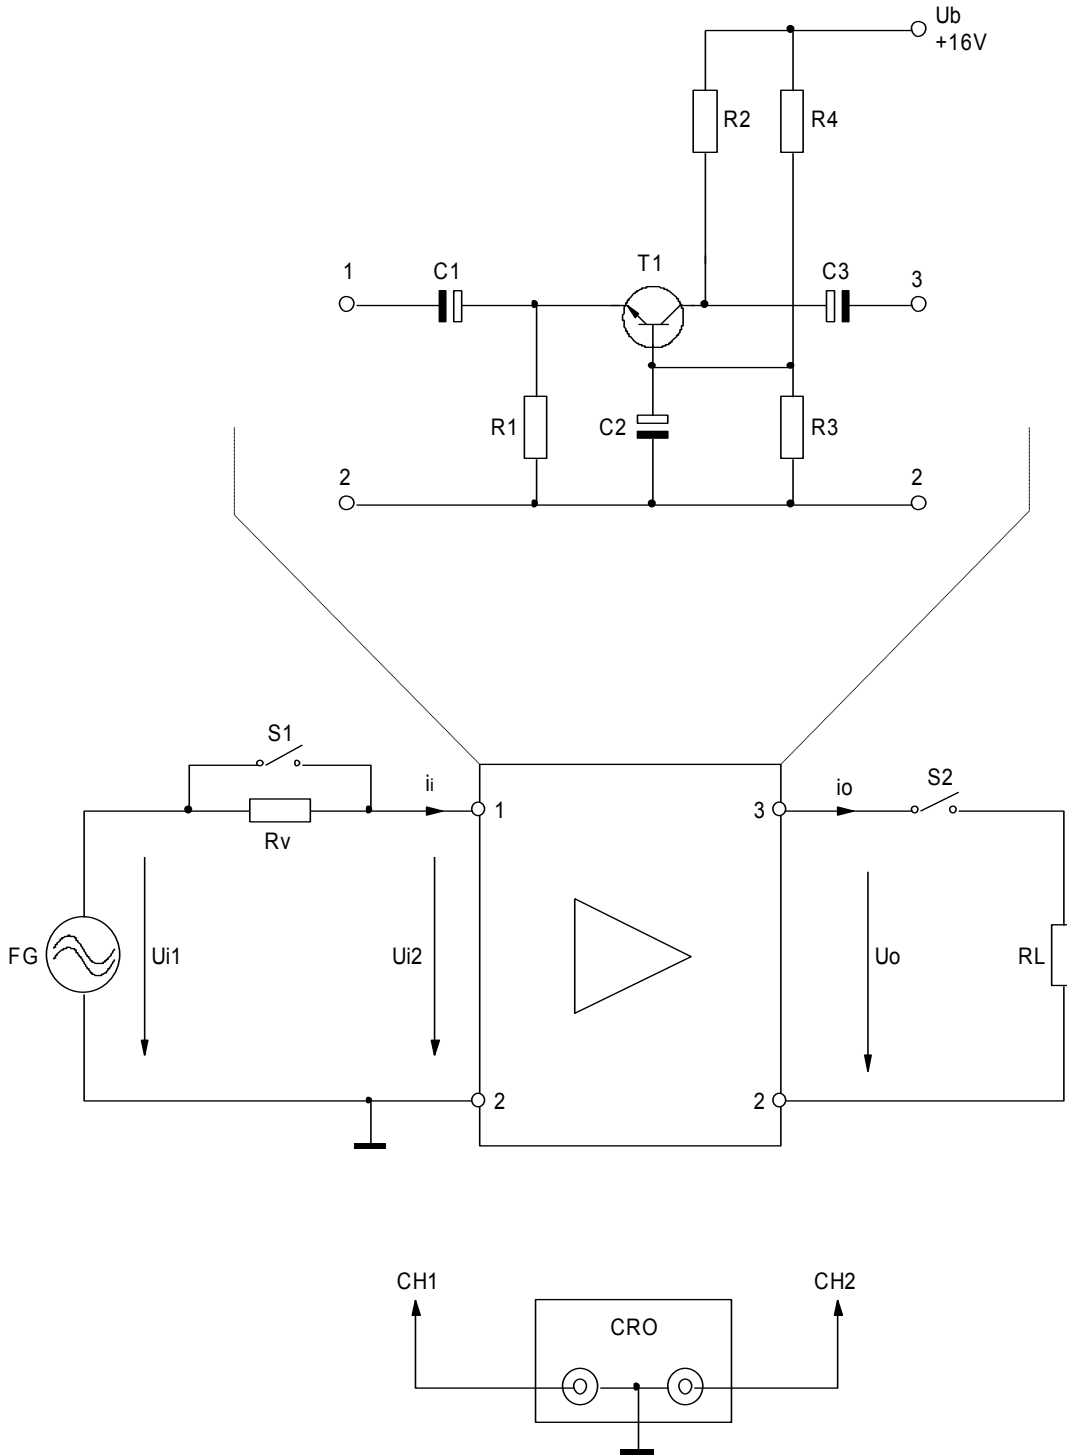 Ub
+16V
R2
R4
T1
1
C1
C3
3
R1
C2
R3
2
2
S1
ii
io
S2
1
3
Rv
FG
Ui1
Ui2
Uo
RL
2
2
CH1
CH2
CRO